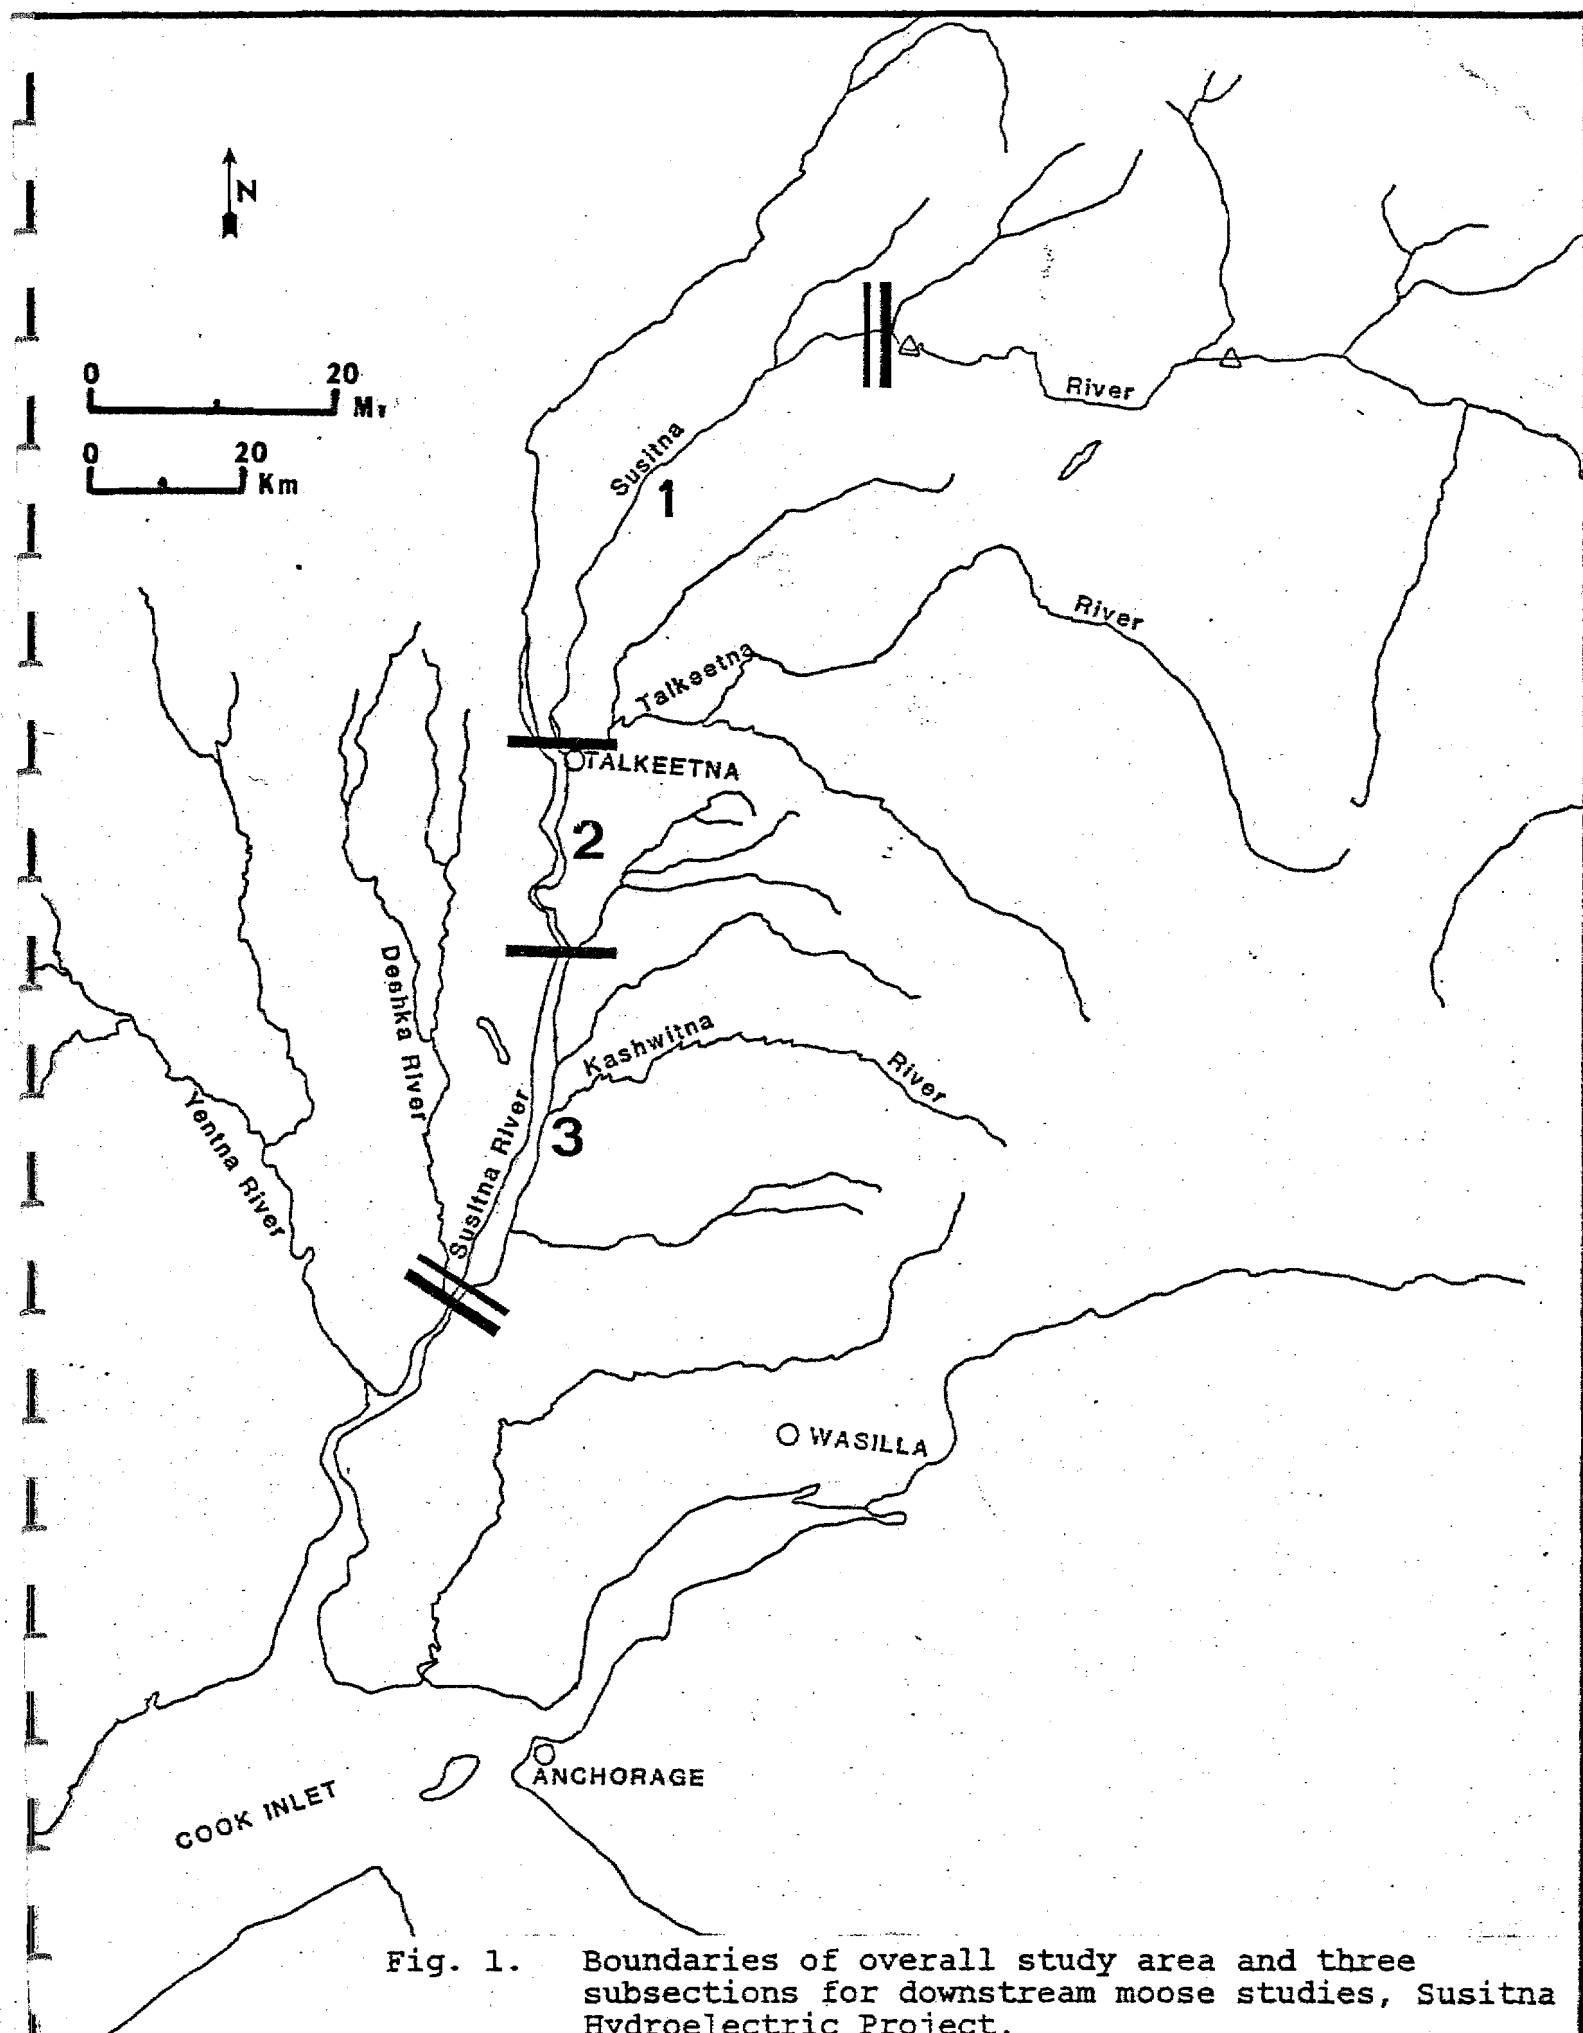 N
0 20
Mi
0 20
Km
River
Susitna
1
River
Talkeetna
TALKEETNA
2
Deshka River
Kashwitna
River
Yentna River
Susitna River
3
WASILLA
ANCHORAGE
COOK INLET
Fig. 1. Boundaries of overall study area and three
subsections for downstream moose studies, Susitna
Hydroelectric Project.